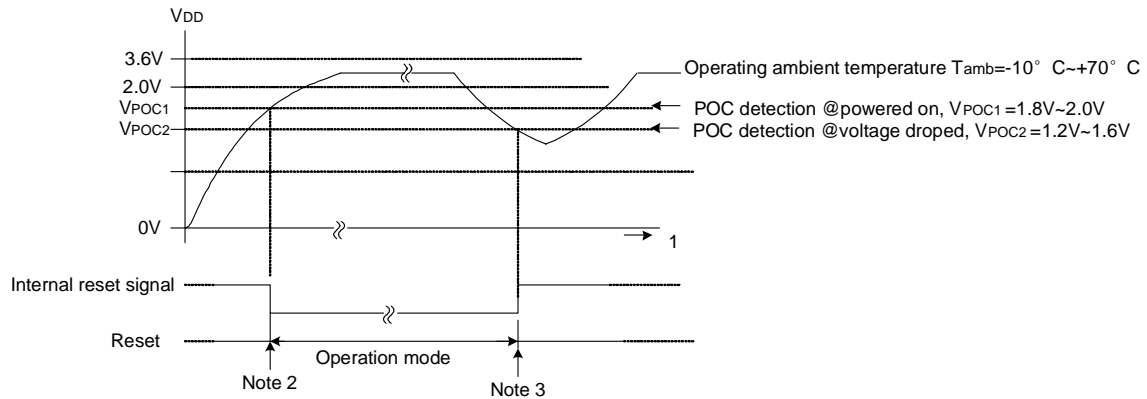 VDD
3.6V
2.0V
Operating ambient temperature Tamb=-10° C~+70° C
VPOC1
POC detection @powered on, VPOC1 =1.8V~2.0V
VPOC2
POC detection @voltage droped, VPOC2 =1.2V~1.6V
0V
1
Internal reset signal
Reset
Operation mode
Note 2
Note 3